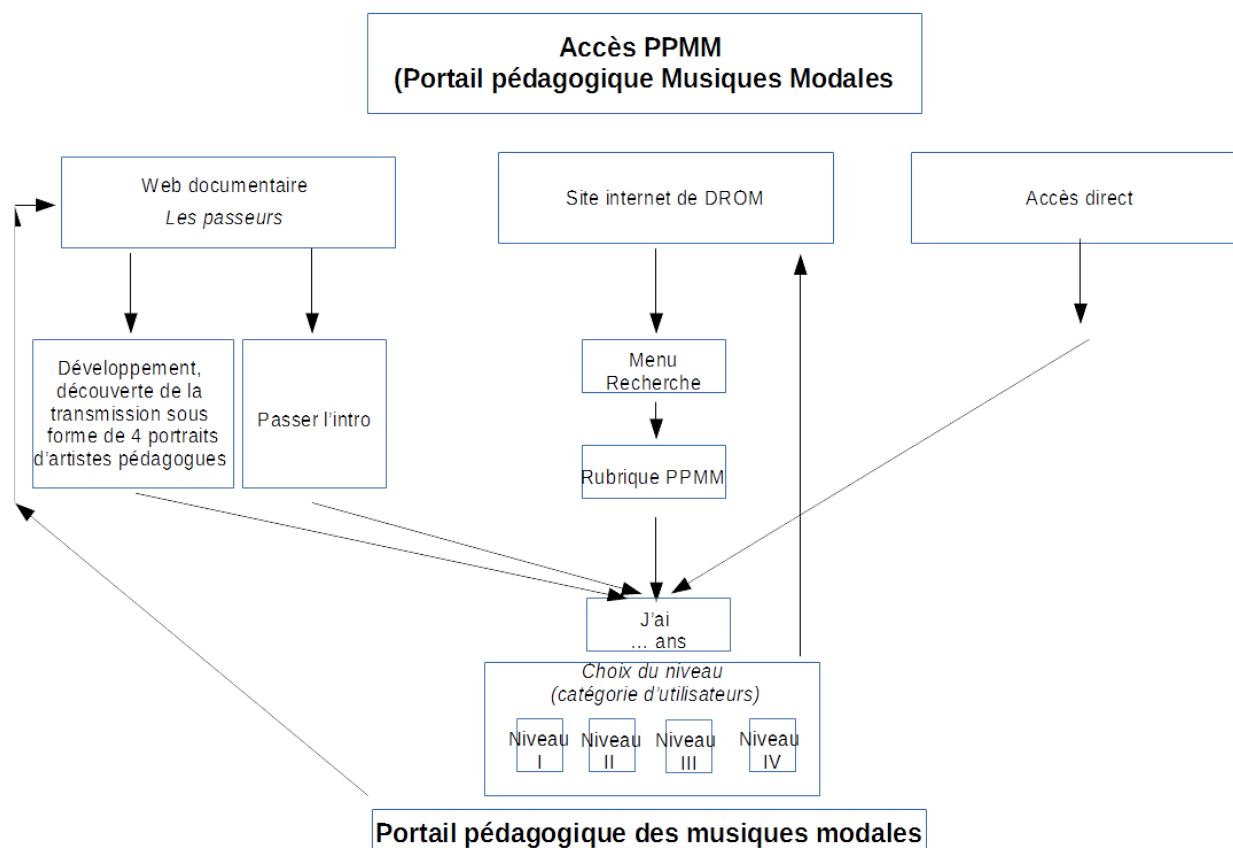 Accès PPMM
(Portail pédagogique Musiques Modales
Web documentaire
Les passeurs
Site internet de DROM
Accès direct
Développement,
découverte de la
transmission sous
forme de 4 portraits
d’artistes pédagogues
Passer l’intro
Menu
Recherche
Rubrique PPMM
J’ai
… ans
Choix du niveau
(catégorie d’utilisateurs)
Niveau
I
Niveau
II
Niveau
III
Niveau
IV
Portail pédagogique des musiques modales